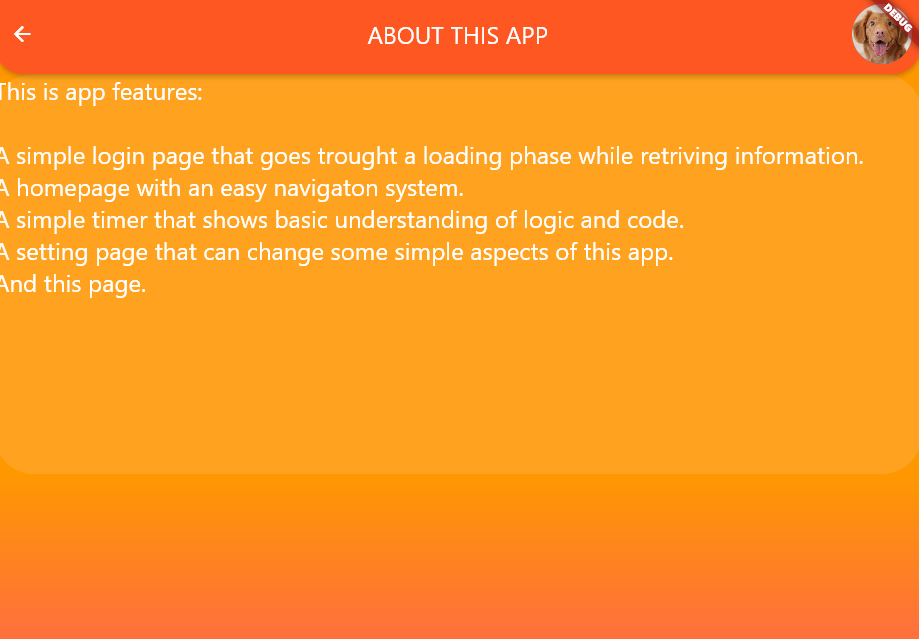 ABOUT THIS APP
DEBUG
This is app features:
A simple login page that goes trought a loading phase while retriving information.
A homepage with an easy navigaton system.
A simple timer that shows basic understanding of logic and code.
A setting page that can change some simple aspects of this app.
And this page.